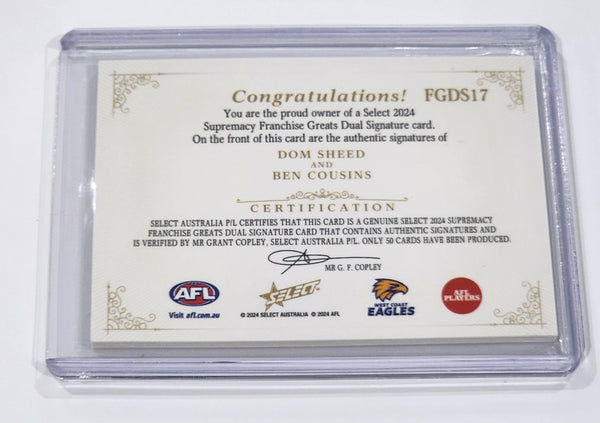 Congratulations! FGDS17
You are the proud owner of a Select 2024
Supremacy Franchise Greats Dual Signature card.
On the front of this card are the authentic signatures of
DOM SHEED
AND
BEN COUSINS
CERTIFICATION
SELECT AUSTRALIA P/L CERTIFIES THAT THIS CARD IS A GENUINE SELECT 2024 SUPREMACY
FRANCHISE GREATS DUAL SIGNATURE CARD THAT CONTAINS AUTHENTIC SIGNATURES AND
IS VERIFIED BY MR GRANT COPLEY, SELECT AUSTRALIA P/L. ONLY 50 CARDS HAVE BEEN PRODUCED.
MR G. F. COPLEY
AFL
Visit afl.com.au
SELECT
© 2024 SELECT AUSTRALIA © 2024 AFL
WEST COAST
EAGLES
AFL
PLAYERS